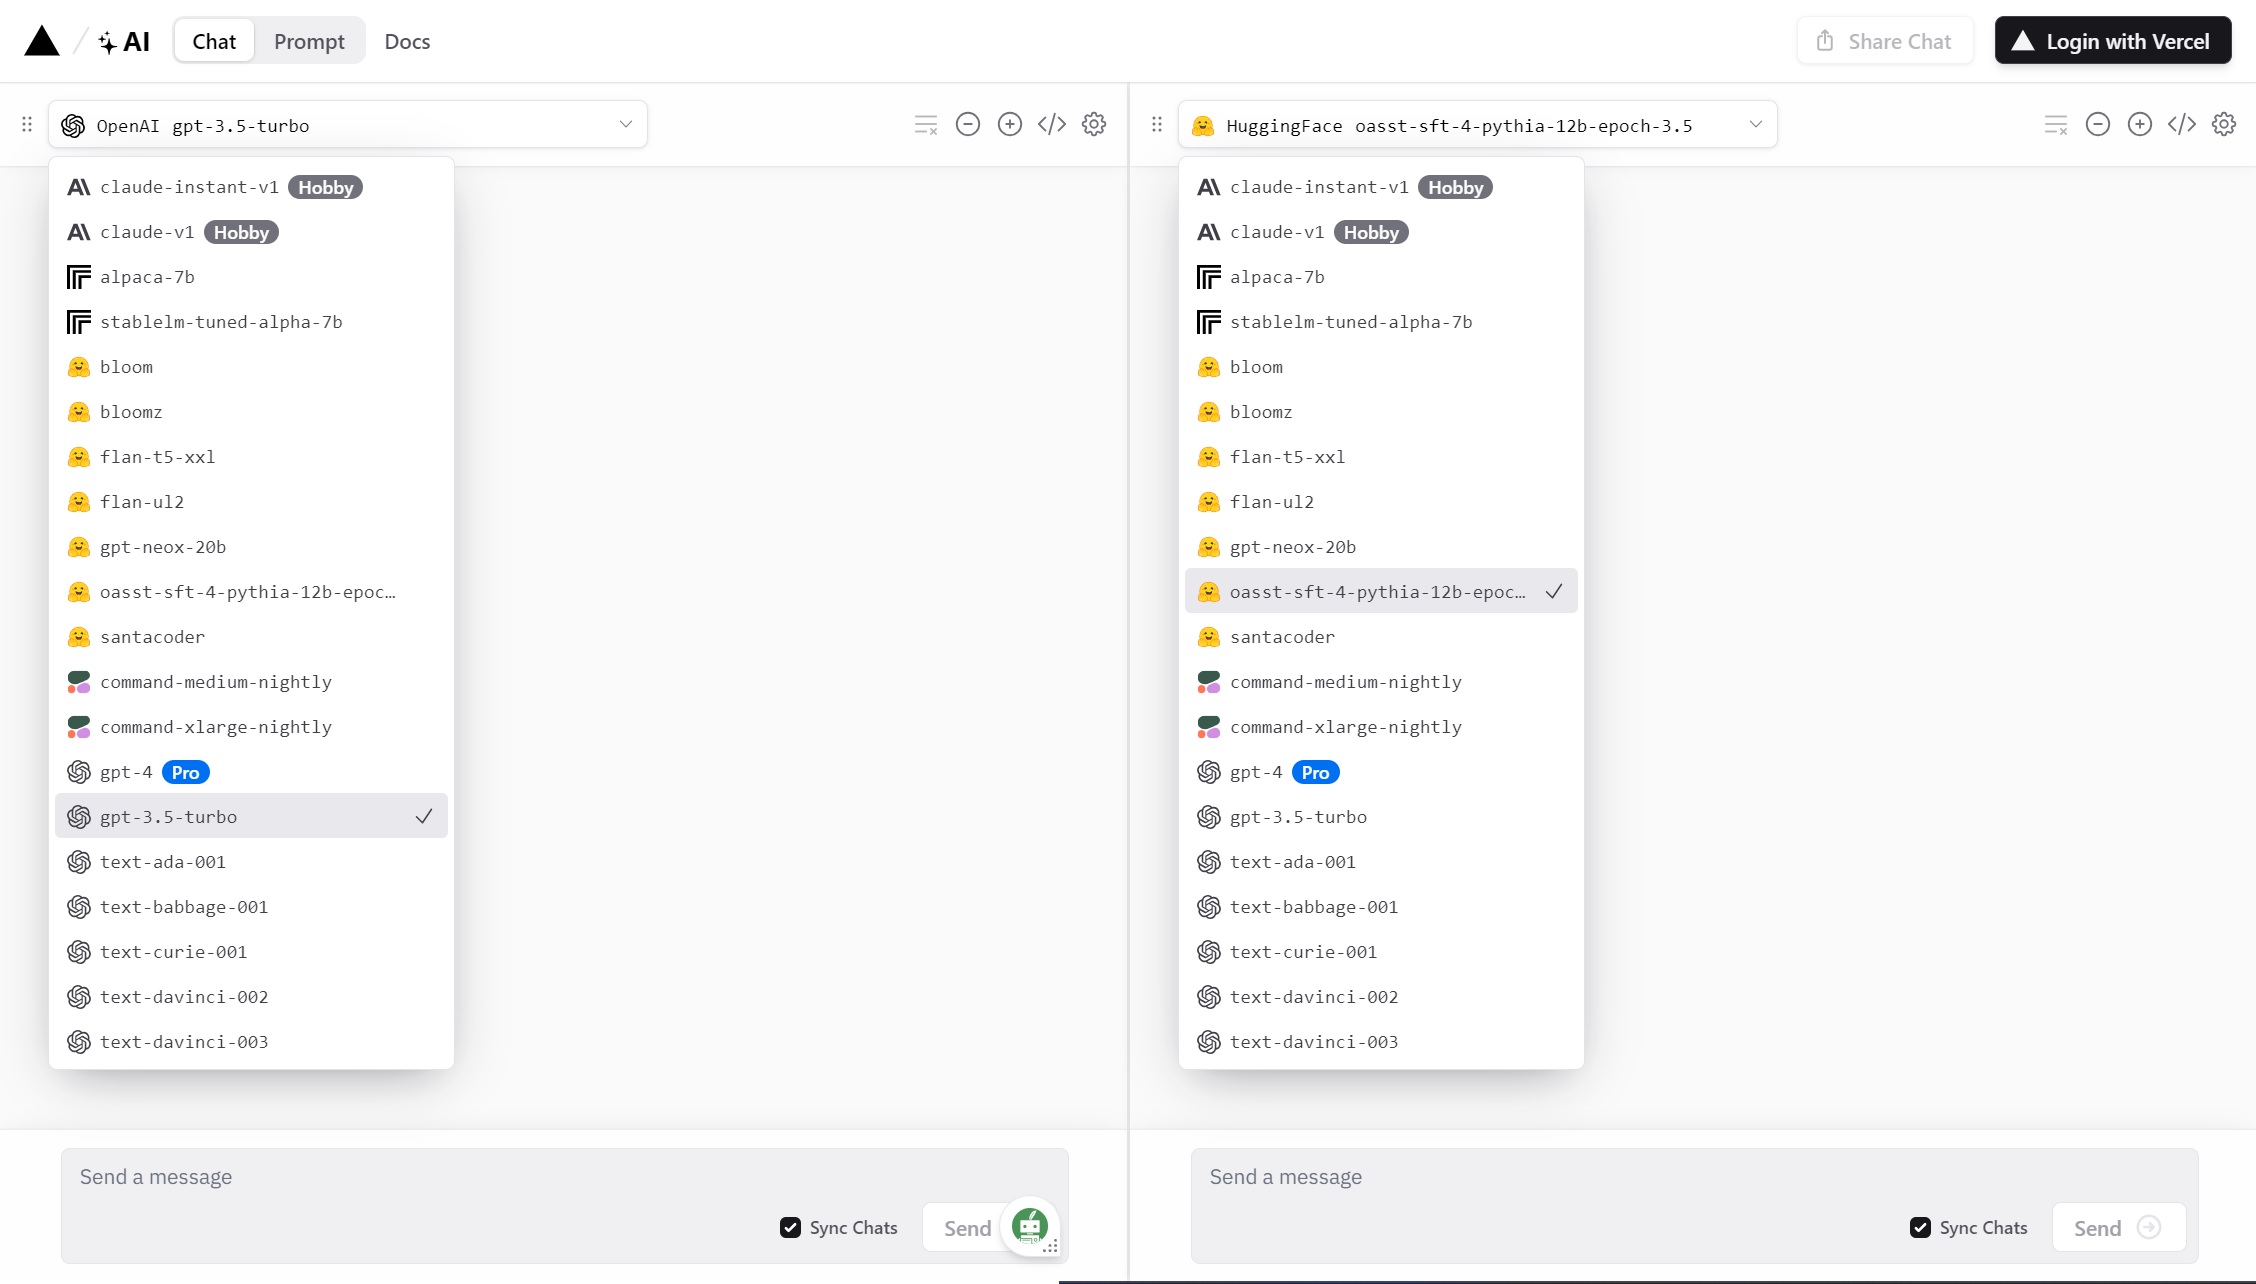 AI
Chat
Prompt
Docs
Share Chat
Login with Vercel
OpenAI gpt-3.5-turbo
claude-instant-v1 Hobby
claude-v1 Hobby
alpaca-7b
stablelm-tuned-alpha-7b
bloom
bloomz
flan-t5-xxl
flan-ul2
gpt-neox-20b
oasst-sft-4-pythia-12b-epoc…
santacoder
command-medium-nightly
command-xlarge-nightly
gpt-4 Pro
gpt-3.5-turbo
text-ada-001
text-babbage-001
text-curie-001
text-davinci-002
text-davinci-003
Send a message
Sync Chats
Send
HuggingFace oasst-sft-4-pythia-12b-epoch-3.5
claude-instant-v1 Hobby
claude-v1 Hobby
alpaca-7b
stablelm-tuned-alpha-7b
bloom
bloomz
flan-t5-xxl
flan-ul2
gpt-neox-20b
oasst-sft-4-pythia-12b-epoc…
santacoder
command-medium-nightly
command-xlarge-nightly
gpt-4 Pro
gpt-3.5-turbo
text-ada-001
text-babbage-001
text-curie-001
text-davinci-002
text-davinci-003
Send a message
Sync Chats
Send